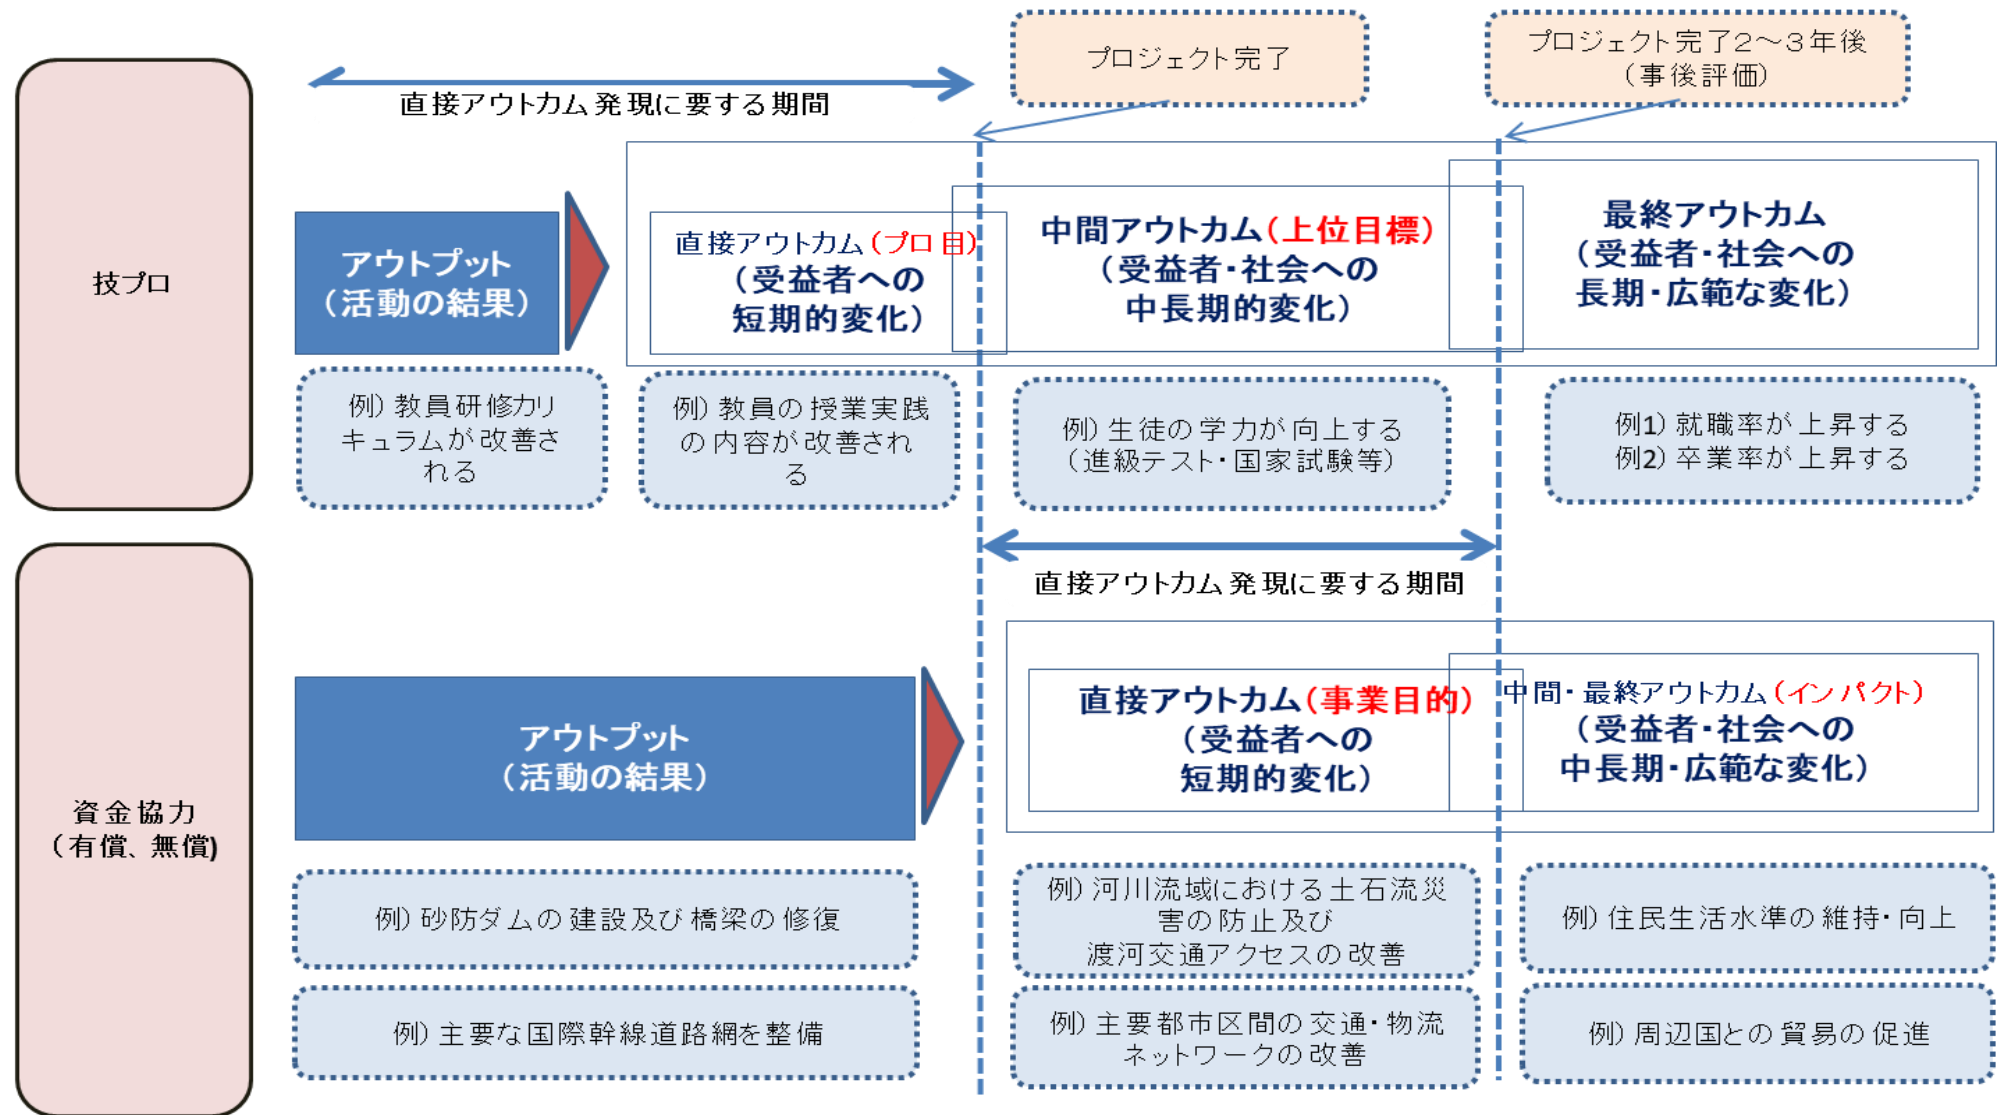 プロジェクト完了
プロジェクト完了２～３年後
（事後評価）
直接アウトカム発現に要する期間
技プロ
アウトプット
（活動の結果）
直接アウトカム（プロ目）
（受益者への
短期的変化）
中間アウトカム（上位目標）
（受益者・社会への
中長期的変化）
最終アウトカム
（受益者・社会への
長期・広範な変化）
例）教員研修カリ
キュラムが改善さ
れる
例）教員の授業実践
の内容が改善され
る
例）生徒の学力が向上する
（進級テスト・国家試験等）
例1）就職率が上昇する
例2）卒業率が上昇する
直接アウトカム発現に要する期間
資金協力
（有償、無償)
アウトプット
（活動の結果）
直接アウトカム（事業目的）
（受益者への
短期的変化）
中間・最終アウトカム（インパクト）
（受益者・社会への
中長期・広範な変化）
例）砂防ダムの建設及び橋梁の修復
例）河川流域における土石流災
害の防止及び
渡河交通アクセスの改善
例）住民生活水準の維持・向上
例）主要な国際幹線道路網を整備
例）主要都市区間の交通・物流
ネットワークの改善
例）周辺国との貿易の促進